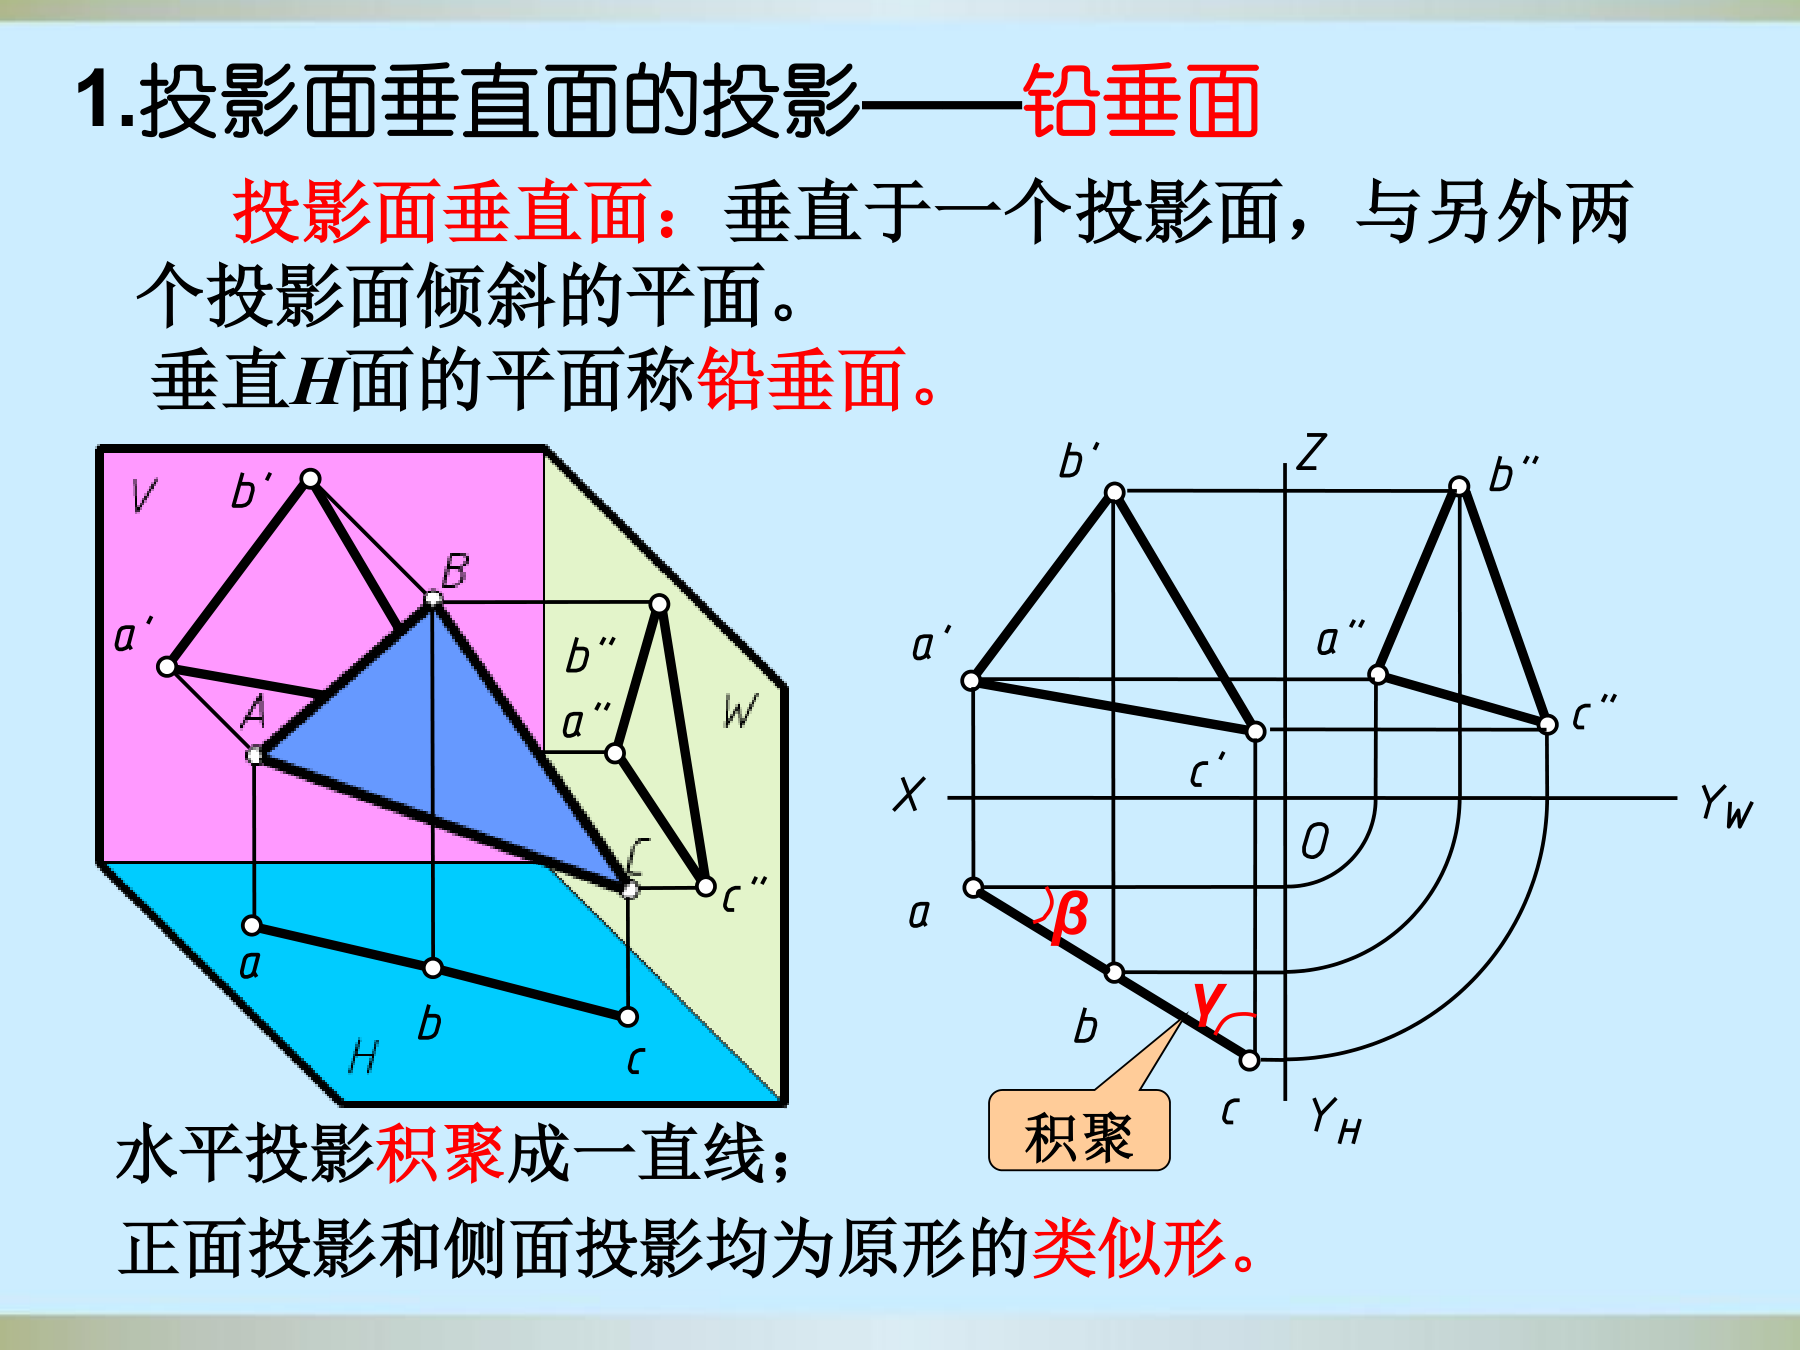 1.投影面垂直面的投影——铅垂面
投影面垂直面：垂直于一个投影面，与另外两
个投影面倾斜的平面。
垂直H面的平面称铅垂面。
V
b′
B
a′
A
b″
a″
W
C
c″
a
b
H
c
b′
Z
b″
a′
a″
c″
c′
X
O
YW
a
β
γ
b
积聚
c
YH
水平投影积聚成一直线；
正面投影和侧面投影均为原形的类似形。